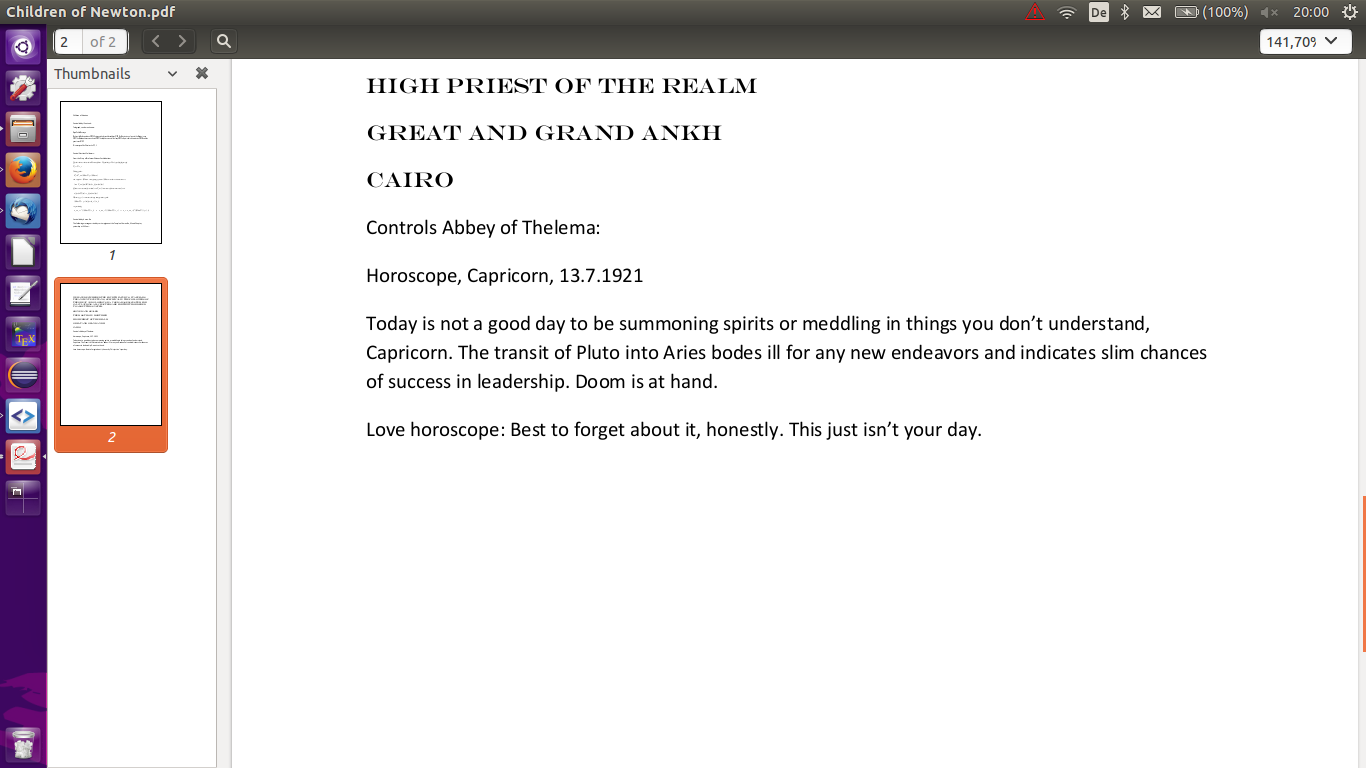 Children of Newton.pdf
De
(100%)
20:00
2 of 2
141,70%
Thumbnails
1
2
HIGH PRIEST OF THE REALM
GREAT AND GRAND ANKH
CAIRO
Controls Abbey of Thelema:
Horoscope, Capricorn, 13.7.1921
Today is not a good day to be summoning spirits or meddling in things you don’t understand,
Capricorn. The transit of Pluto into Aries bodes ill for any new endeavors and indicates slim chances
of success in leadership. Doom is at hand.
Love horoscope: Best to forget about it, honestly. This just isn’t your day.